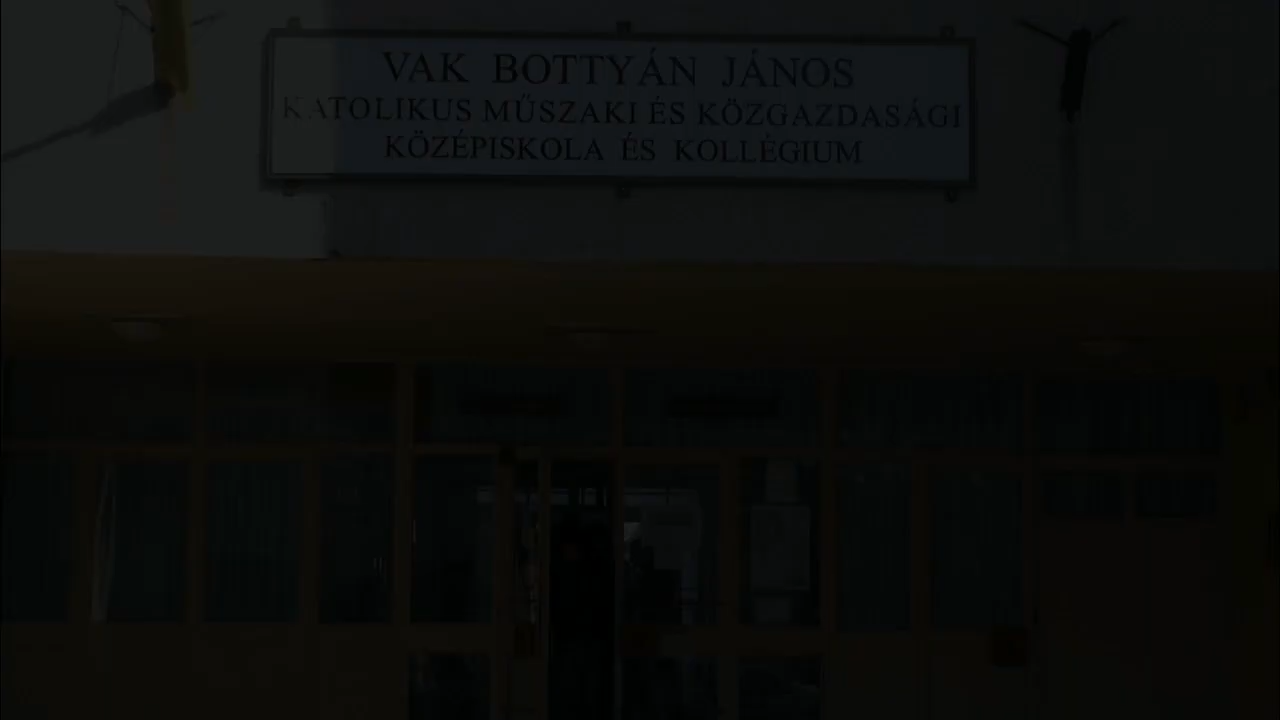 VAK BOTTYÁN JÁNOS
KATOLIKUS MŰSZAKI ÉS KÖZGAZDASÁGI
KÖZÉPISKOLA ÉS KOLLÉGIUM